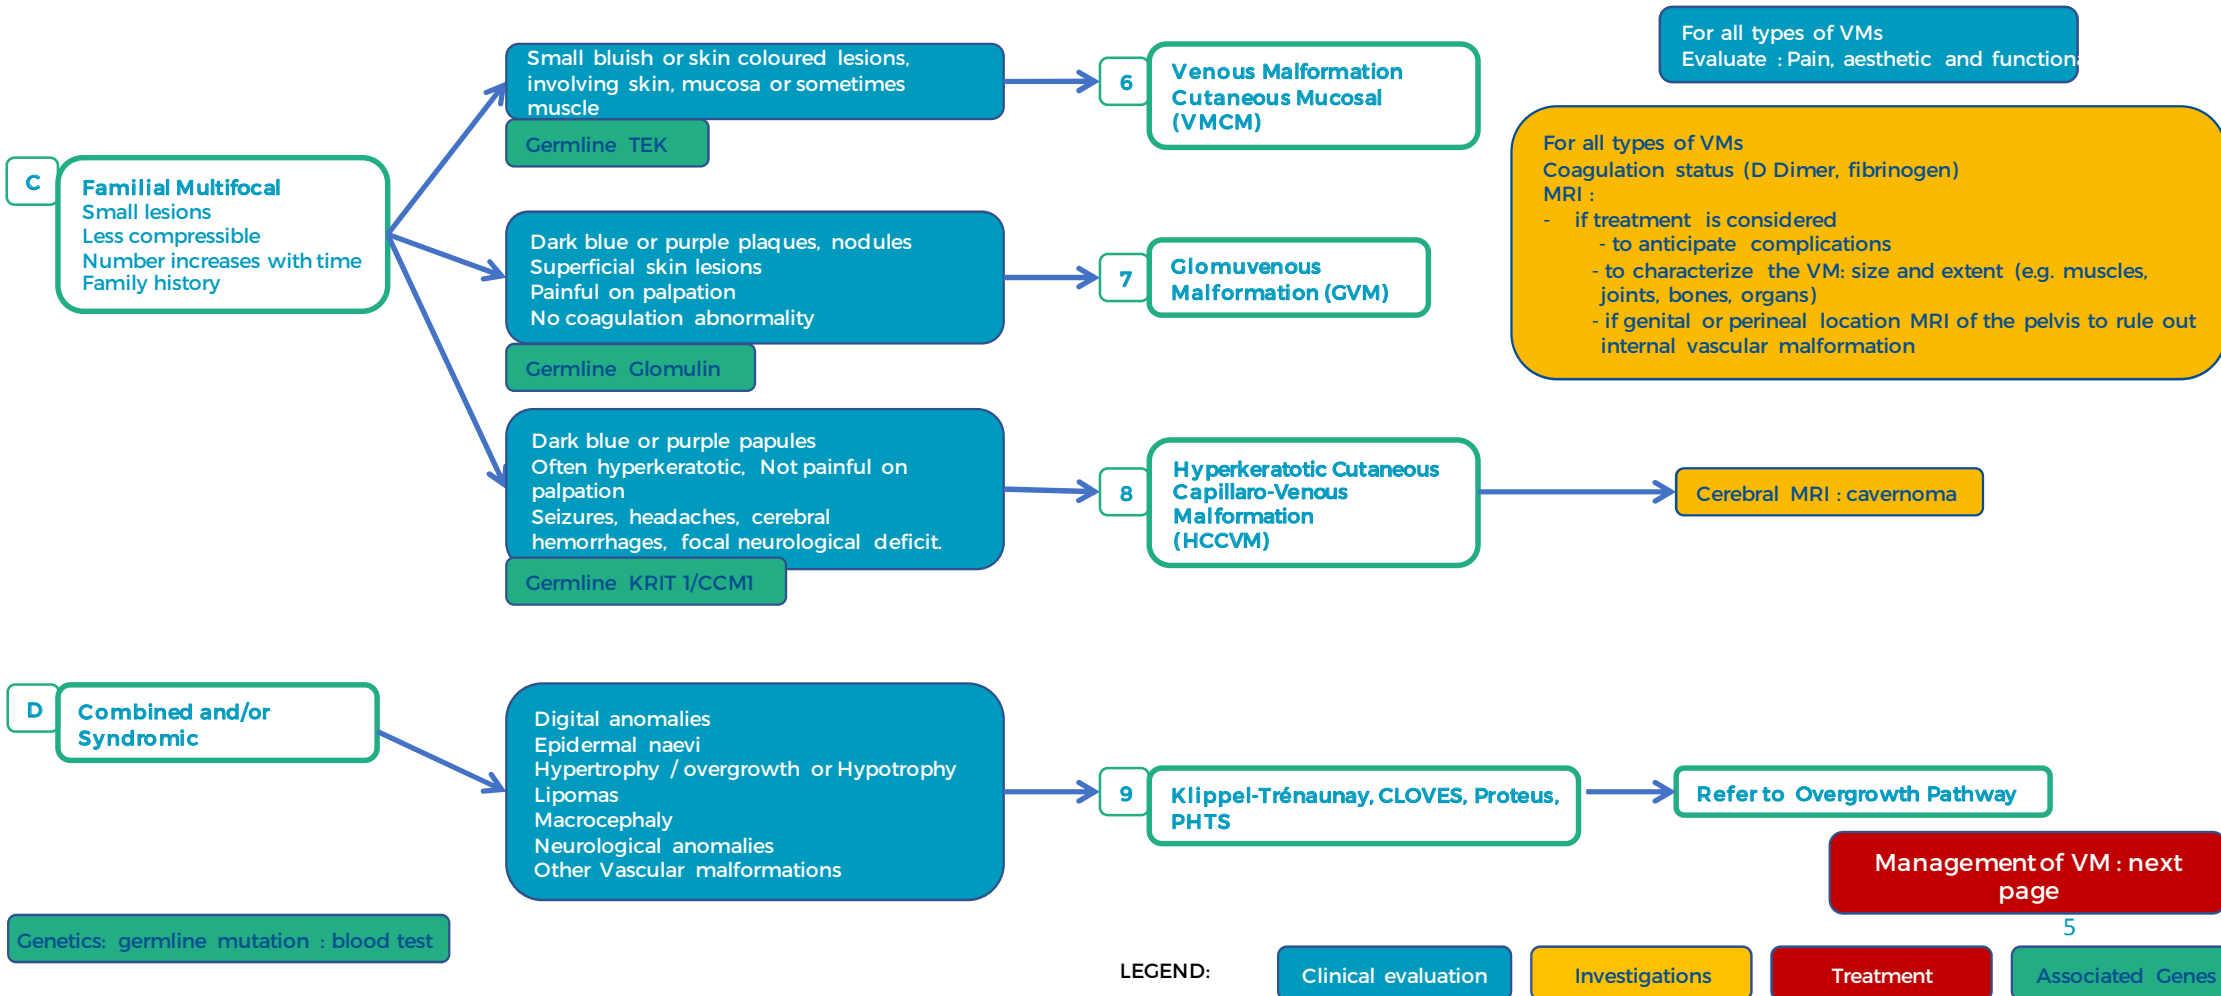 For all types of VMs
Evaluate : Pain, aesthetic and functiona
For all types of VMs
Coagulation status (D Dimer, fibrinogen)
MRI :
- if treatment is considered
- to anticipate complications
- to characterize the VM: size and extent (e.g. muscles,
joints, bones, organs)
- if genital or perineal location MRI of the pelvis to rule out
internal vascular malformation
C
Familial Multifocal
Small lesions
Less compressible
Number increases with time
Family history
Small bluish or skin coloured lesions,
involving skin, mucosa or sometimes
muscle
Germline TEK
6
Venous Malformation
Cutaneous Mucosal
(VMCM)
Dark blue or purple plaques, nodules
Superficial skin lesions
Painful on palpation
No coagulation abnormality
Germline Glomulin
7
Glomuvenous
Malformation (GVM)
Dark blue or purple papules
Often hyperkeratotic, Not painful on
palpation
Seizures, headaches, cerebral
hemorrhages, focal neurological deficit.
Germline KRIT 1/CCM1
8
Hyperkeratotic Cutaneous
Capillaro-Venous
Malformation
(HCCVM)
Cerebral MRI : cavernoma
D
Combined and/or
Syndromic
Digital anomalies
Epidermal naevi
Hypertrophy / overgrowth or Hypotrophy
Lipomas
Macrocephaly
Neurological anomalies
Other Vascular malformations
9
Klippel-Trénaunay, CLOVES, Proteus,
PHTS
Refer to Overgrowth Pathway
Management of VM : next
page
5
Genetics: germline mutation : blood test
LEGEND:
Clinical evaluation
Investigations
Treatment
Associated Genes